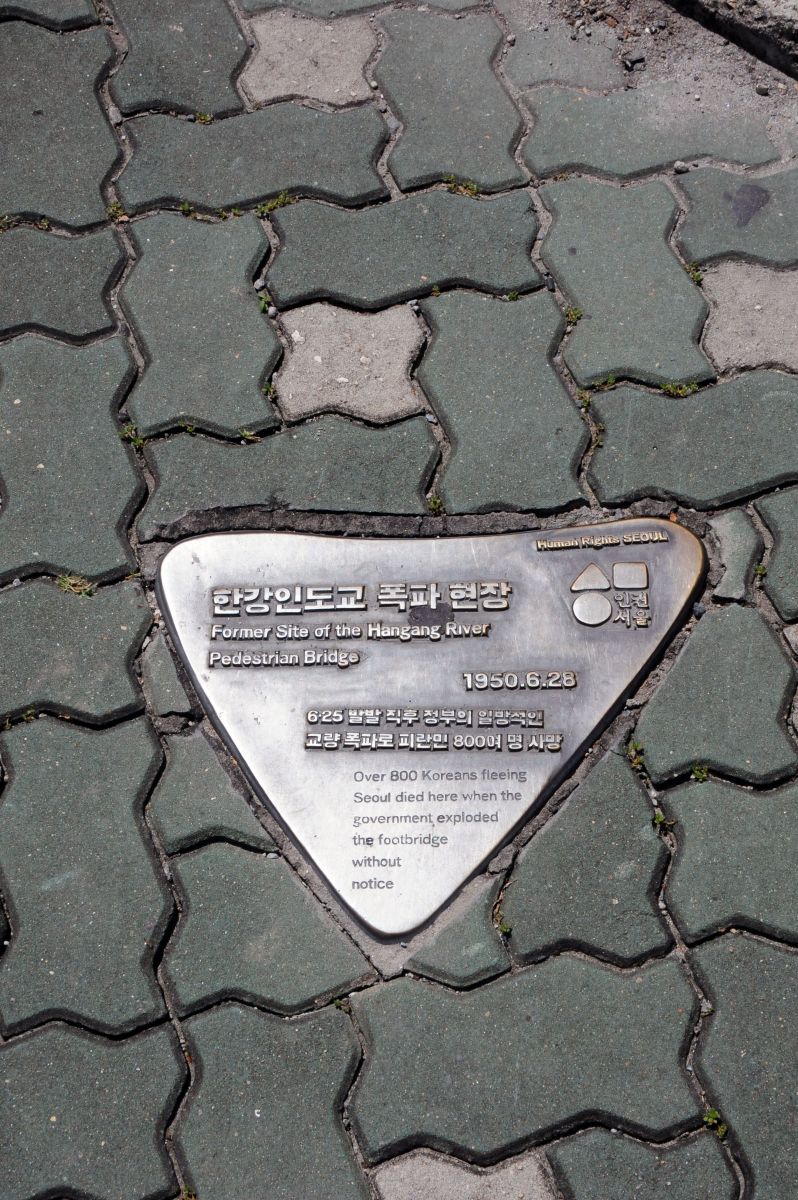 Human Rights SEOUL
인권
서울
한강인도교 폭파 현장
Former Site of the Hangang River
Pedestrian Bridge
1950.6.28
6·25 발발 직후 정부의 일방적인
교량 폭파로 피란민 800여 명 사망
Over 800 Koreans fleeing
Seoul died here when the
government exploded
the footbridge
without
notice